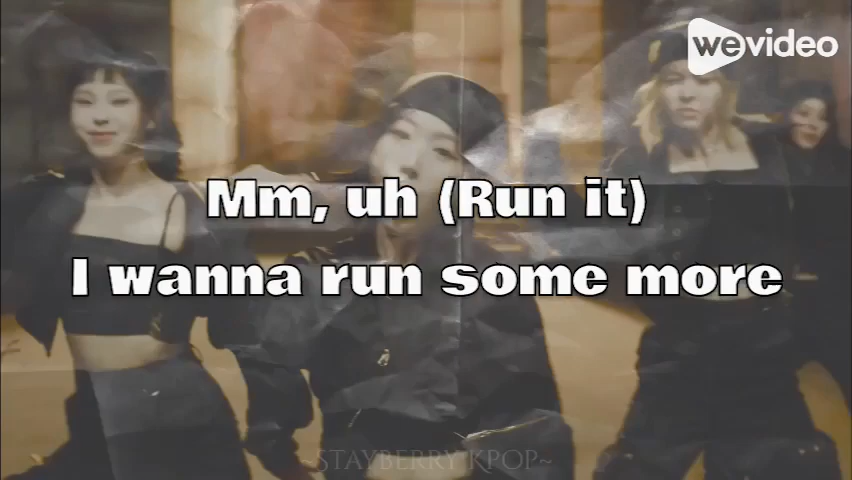 wevideo
Mm, uh (Run it)
I wanna run some more
~STAYBERRY KPOP~